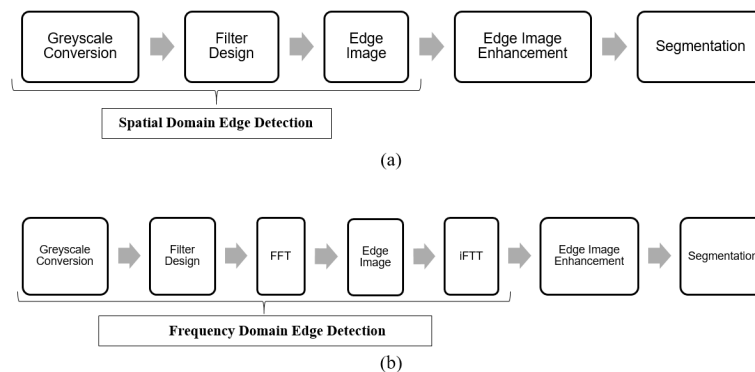 Greyscale
Conversion
Filter
Design
Edge
Image
Edge Image
Enhancement
Segmentation
Spatial Domain Edge Detection
(a)
Greyscale
Conversion
Filter
Design
FFT
Edge
Image
iFTT
Edge Image
Enhancement
Segmentation
Frequency Domain Edge Detection
(b)